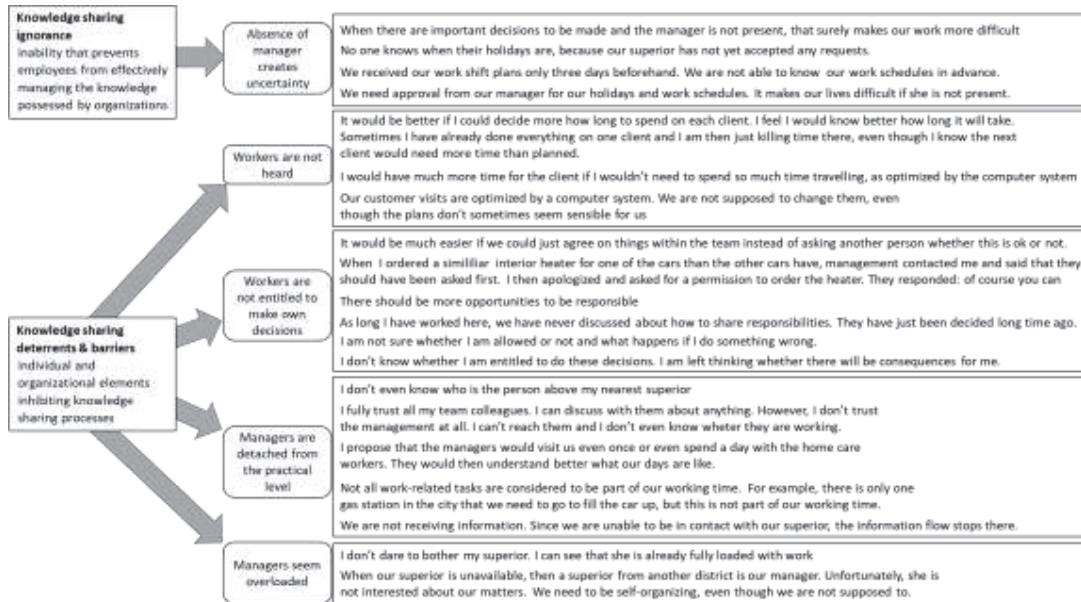 Knowledge sharing
ignorance
inability that prevents
employees from effectively
managing the knowledge
possessed by organizations
Absence of
manager
creates
uncertainty
When there are important decisions to be made and the manager is not present, that surely makes our work more difficult
No one knows when their holidays are, because our superior has not yet accepted any requests.
We received our work shift plans only three days beforehand. We are not able to know our work schedules in advance.
We need approval from our manager for our holidays and work schedules. It makes our lives difficult if she is not present.
Workers are not
heard
It would be better if I could decide more how long to spend on each client. I feel I would know better how long it will take.
Sometimes I have already done everything on one client and I am then just killing time there, even though I know the next
client would need more time than planned.
I would have much more time for the client if I wouldn't need to spend so much time travelling, as optimized by the computer system
Our customer visits are optimized by a computer system. We are not supposed to change them, even
though the plans don't sometimes seem sensible for us
Knowledge sharing
deterrents & barriers
individual and
organizational elements
inhibiting knowledge
sharing processes
Workers are
not entitled to
make own
decisions
It would be much easier if we could just agree on things within the team instead of asking another person whether this is ok or not.
When I ordered a simililiar interior heater for one of the cars than the other cars have, management contacted me and said that they
should have been asked first. I then apologized and asked for a permission to order the heater. They responded: of course you can
There should be more opportunities to be responsible
As long I have worked here, we have never discussed about how to share responsibilities. They have just been decided long time ago.
I am not sure whether I am allowed or not and what happens if I do something wrong.
I don't know whether I am entitled to do these decisions. I am left thinking whether there will be consequences for me.
Managers are
detached from
the practical
level
I don't even know who is the person above my nearest superior
I fully trust all my team colleagues. I can discuss with them about anything. However, I don't trust
the management at all. I can't reach them and I don't even know wheter they are working.
I propose that the managers would visit us even once or even spend a day with the home care
workers. They would then understand better what our days are like.
Not all work-related tasks are considered to be part of our working time. For example, there is only one
gas station in the city that we need to go to fill the car up, but this is not part of our working time.
We are not receiving information. Since we are unable to be in contact with our superior, the information flow stops there.
Managers seem
overloaded
I don't dare to bother my superior. I can see that she is already fully loaded with work
When our superior is unavailable, then a superior from another district is our manager. Unfortunately, she is
not interested about our matters. We need to be self-organizing, even though we are not supposed to.